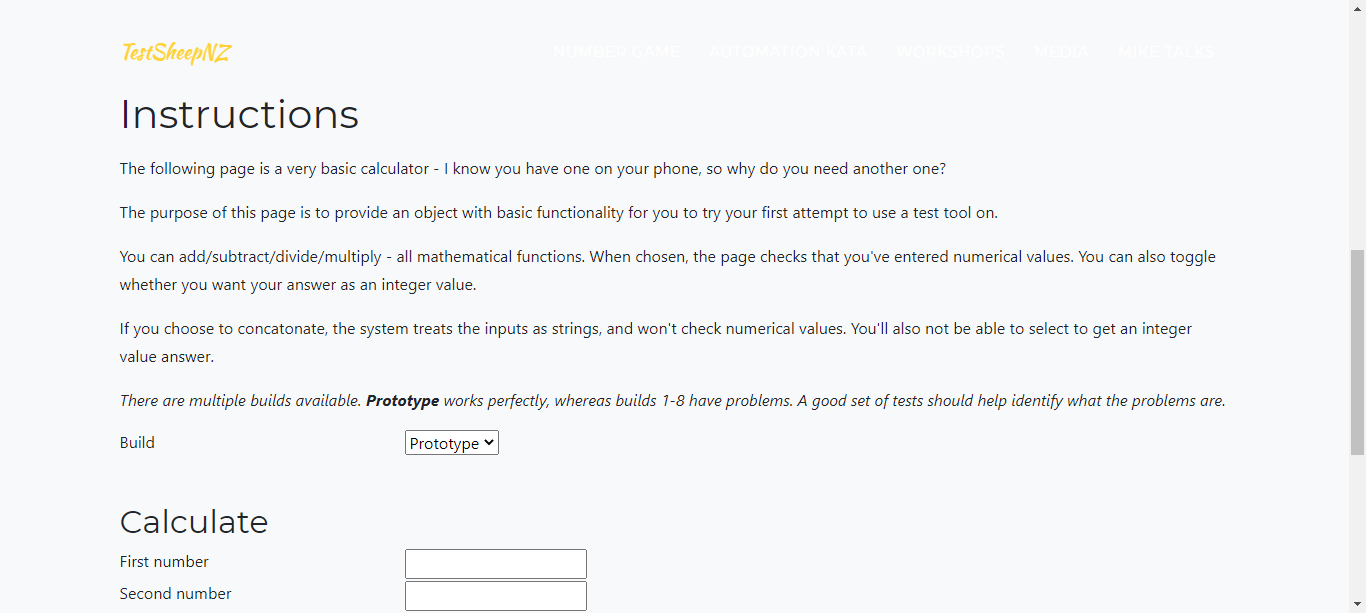 TestSheepNZ
NUMBER GAME AUTOMATION KATA WORKSHOPS MEDIA MIKE TALKS
Instructions
The following page is a very basic calculator - I know you have one on your phone, so why do you need another one?
The purpose of this page is to provide an object with basic functionality for you to try your first attempt to use a test tool on.
You can add/subtract/divide/multiply - all mathematical functions. When chosen, the page checks that you've entered numerical values. You can also toggle
whether you want your answer as an integer value.
If you choose to concatonate, the system treats the inputs as strings, and won't check numerical values. You'll also not be able to select to get an integer
value answer.
There are multiple builds available. Prototype works perfectly, whereas builds 1-8 have problems. A good set of tests should help identify what the problems are.
Build Prototype
Calculate
First number
Second number